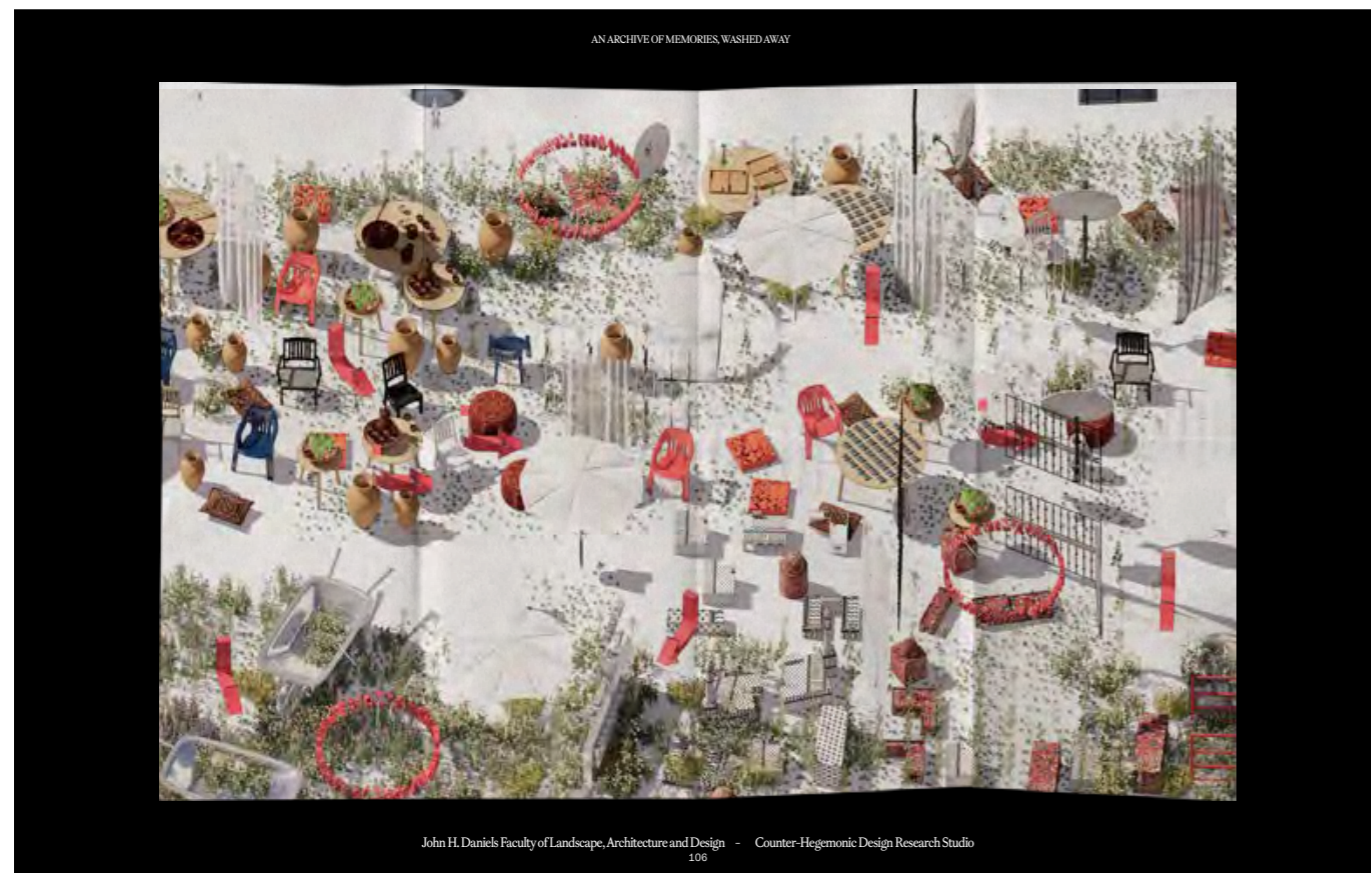 AN ARCHIVE OF MEMORIES, WASHED AWAY
John H. Daniels Faculty of Landscape, Architecture and Design - Counter-Hegemonic Design Research Studio
106